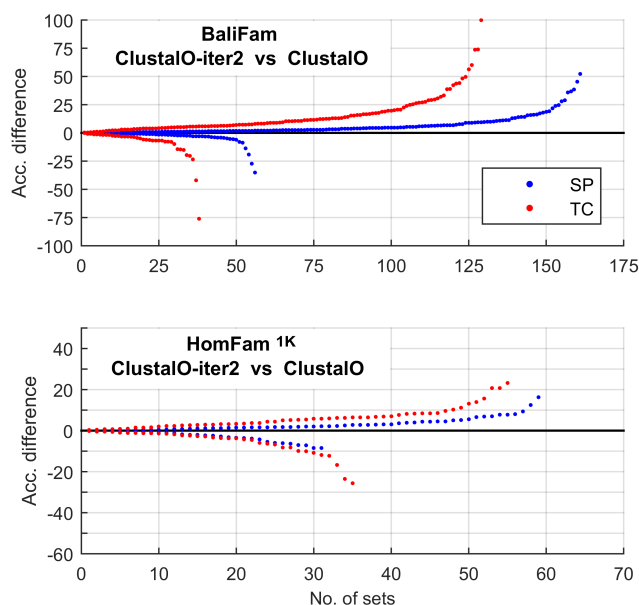 BaliFam
ClustalO-iter2 vs ClustalO
Acc. difference
100
75
50
25
0
-25
-50
-75
-100
SP
TC
0 25 50 75 100 125 150 175
HomFam 1K
ClustalO-iter2 vs ClustalO
Acc. difference
40
20
0
-20
-40
-60
0 10 20 30 40 50 60 70
No. of sets